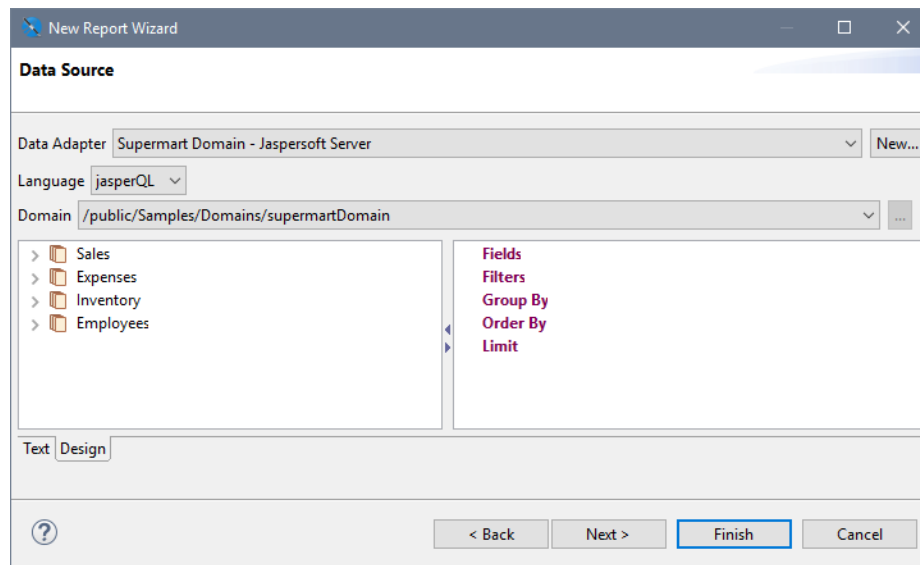 New Report Wizard
Data Source
Data Adapter Supermart Domain - Jaspersoft Server New...
Language jasperQL
Domain /public/Samples/Domains/supermartDomain ...
Sales
Expenses
Inventory
Employees
Fields
Filters
Group By
Order By
Limit
Text Design
? < Back Next > Finish Cancel